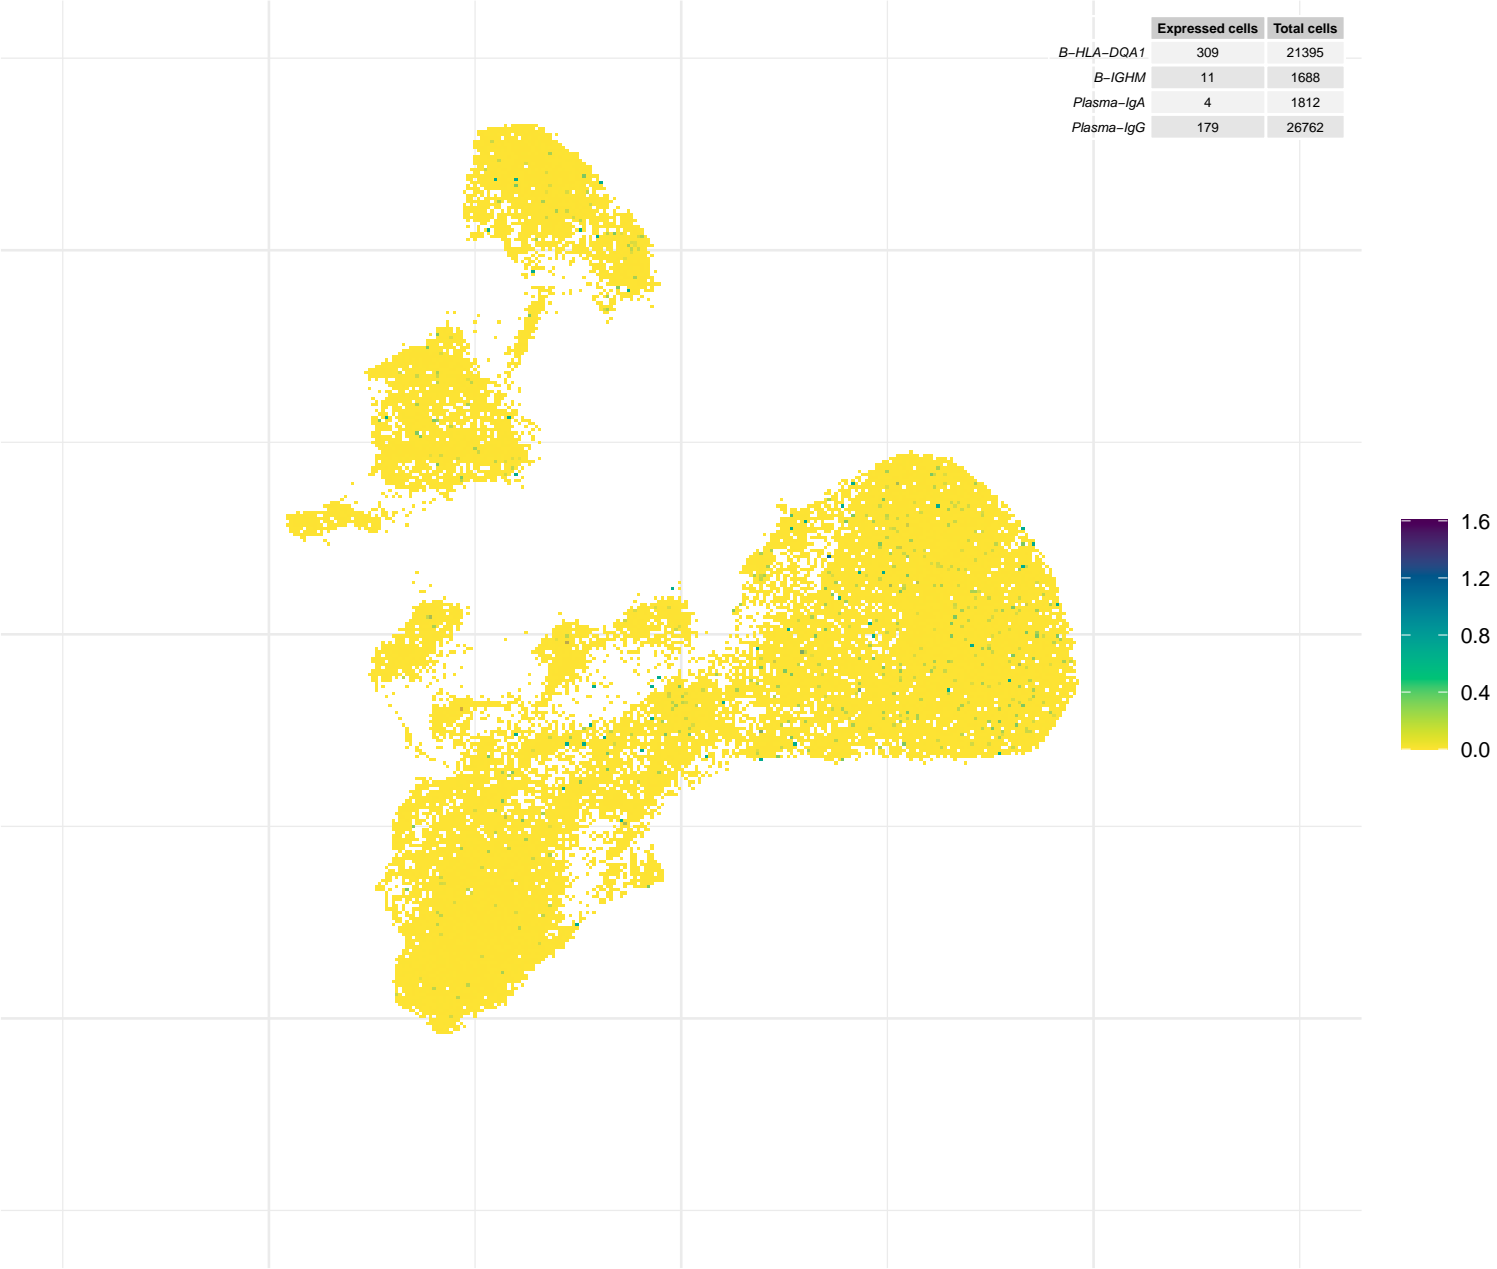 Expressed cells Total cells
B−HLA−DQA1 309 21395
B−IGHM 11 1688
Plasma−IgA 4 1812
Plasma−IgG 179 26762
1.6
1.2
0.8
0.4
0.0